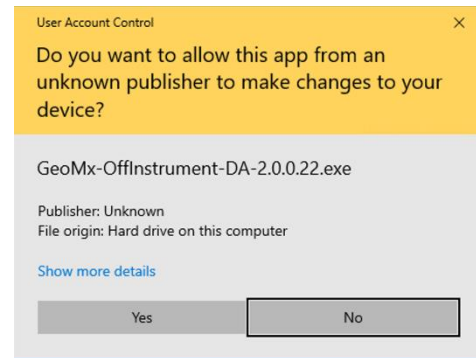 User Account Control
Do you want to allow this app from an
unknown publisher to make changes to your
device?
GeoMx-OffInstrument-DA-2.0.0.22.exe
Publisher: Unknown
File origin: Hard drive on this computer
Show more details
Yes
No